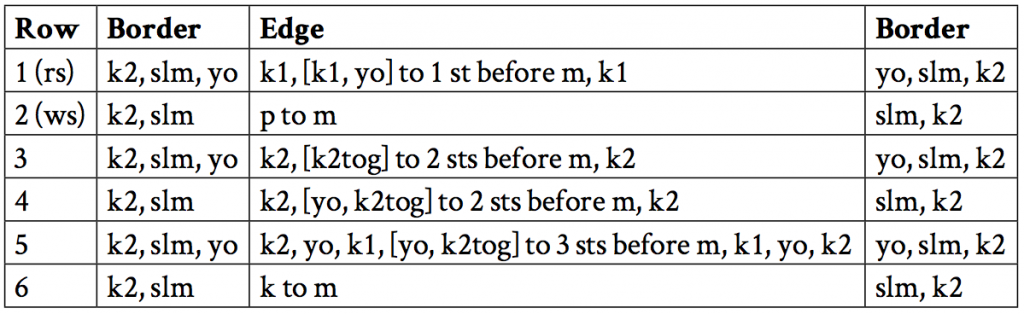 Row Border Edge Border
1 (rs) k2, slm, yo k1, [k1, yo] to 1 st before m, k1 yo, slm, k2
2 (ws) k2, slm p to m slm, k2
3 k2, slm, yo k2, [k2tog] to 2 sts before m, k2 yo, slm, k2
4 k2, slm k2, [yo, k2tog] to 2 sts before m, k2 slm, k2
5 k2, slm, yo k2, yo, k1, [yo, k2tog] to 3 sts before m, k1, yo, k2 yo, slm, k2
6 k2, slm k to m slm, k2